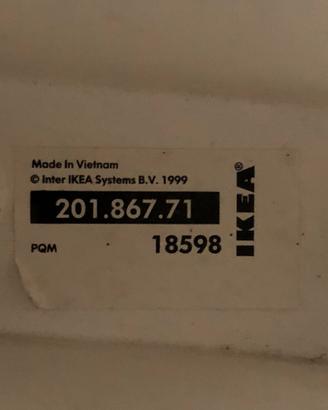 Made In Vietnam
© Inter IKEA Systems B.V. 1999
201.867.71
PQM 18598
IKEA®